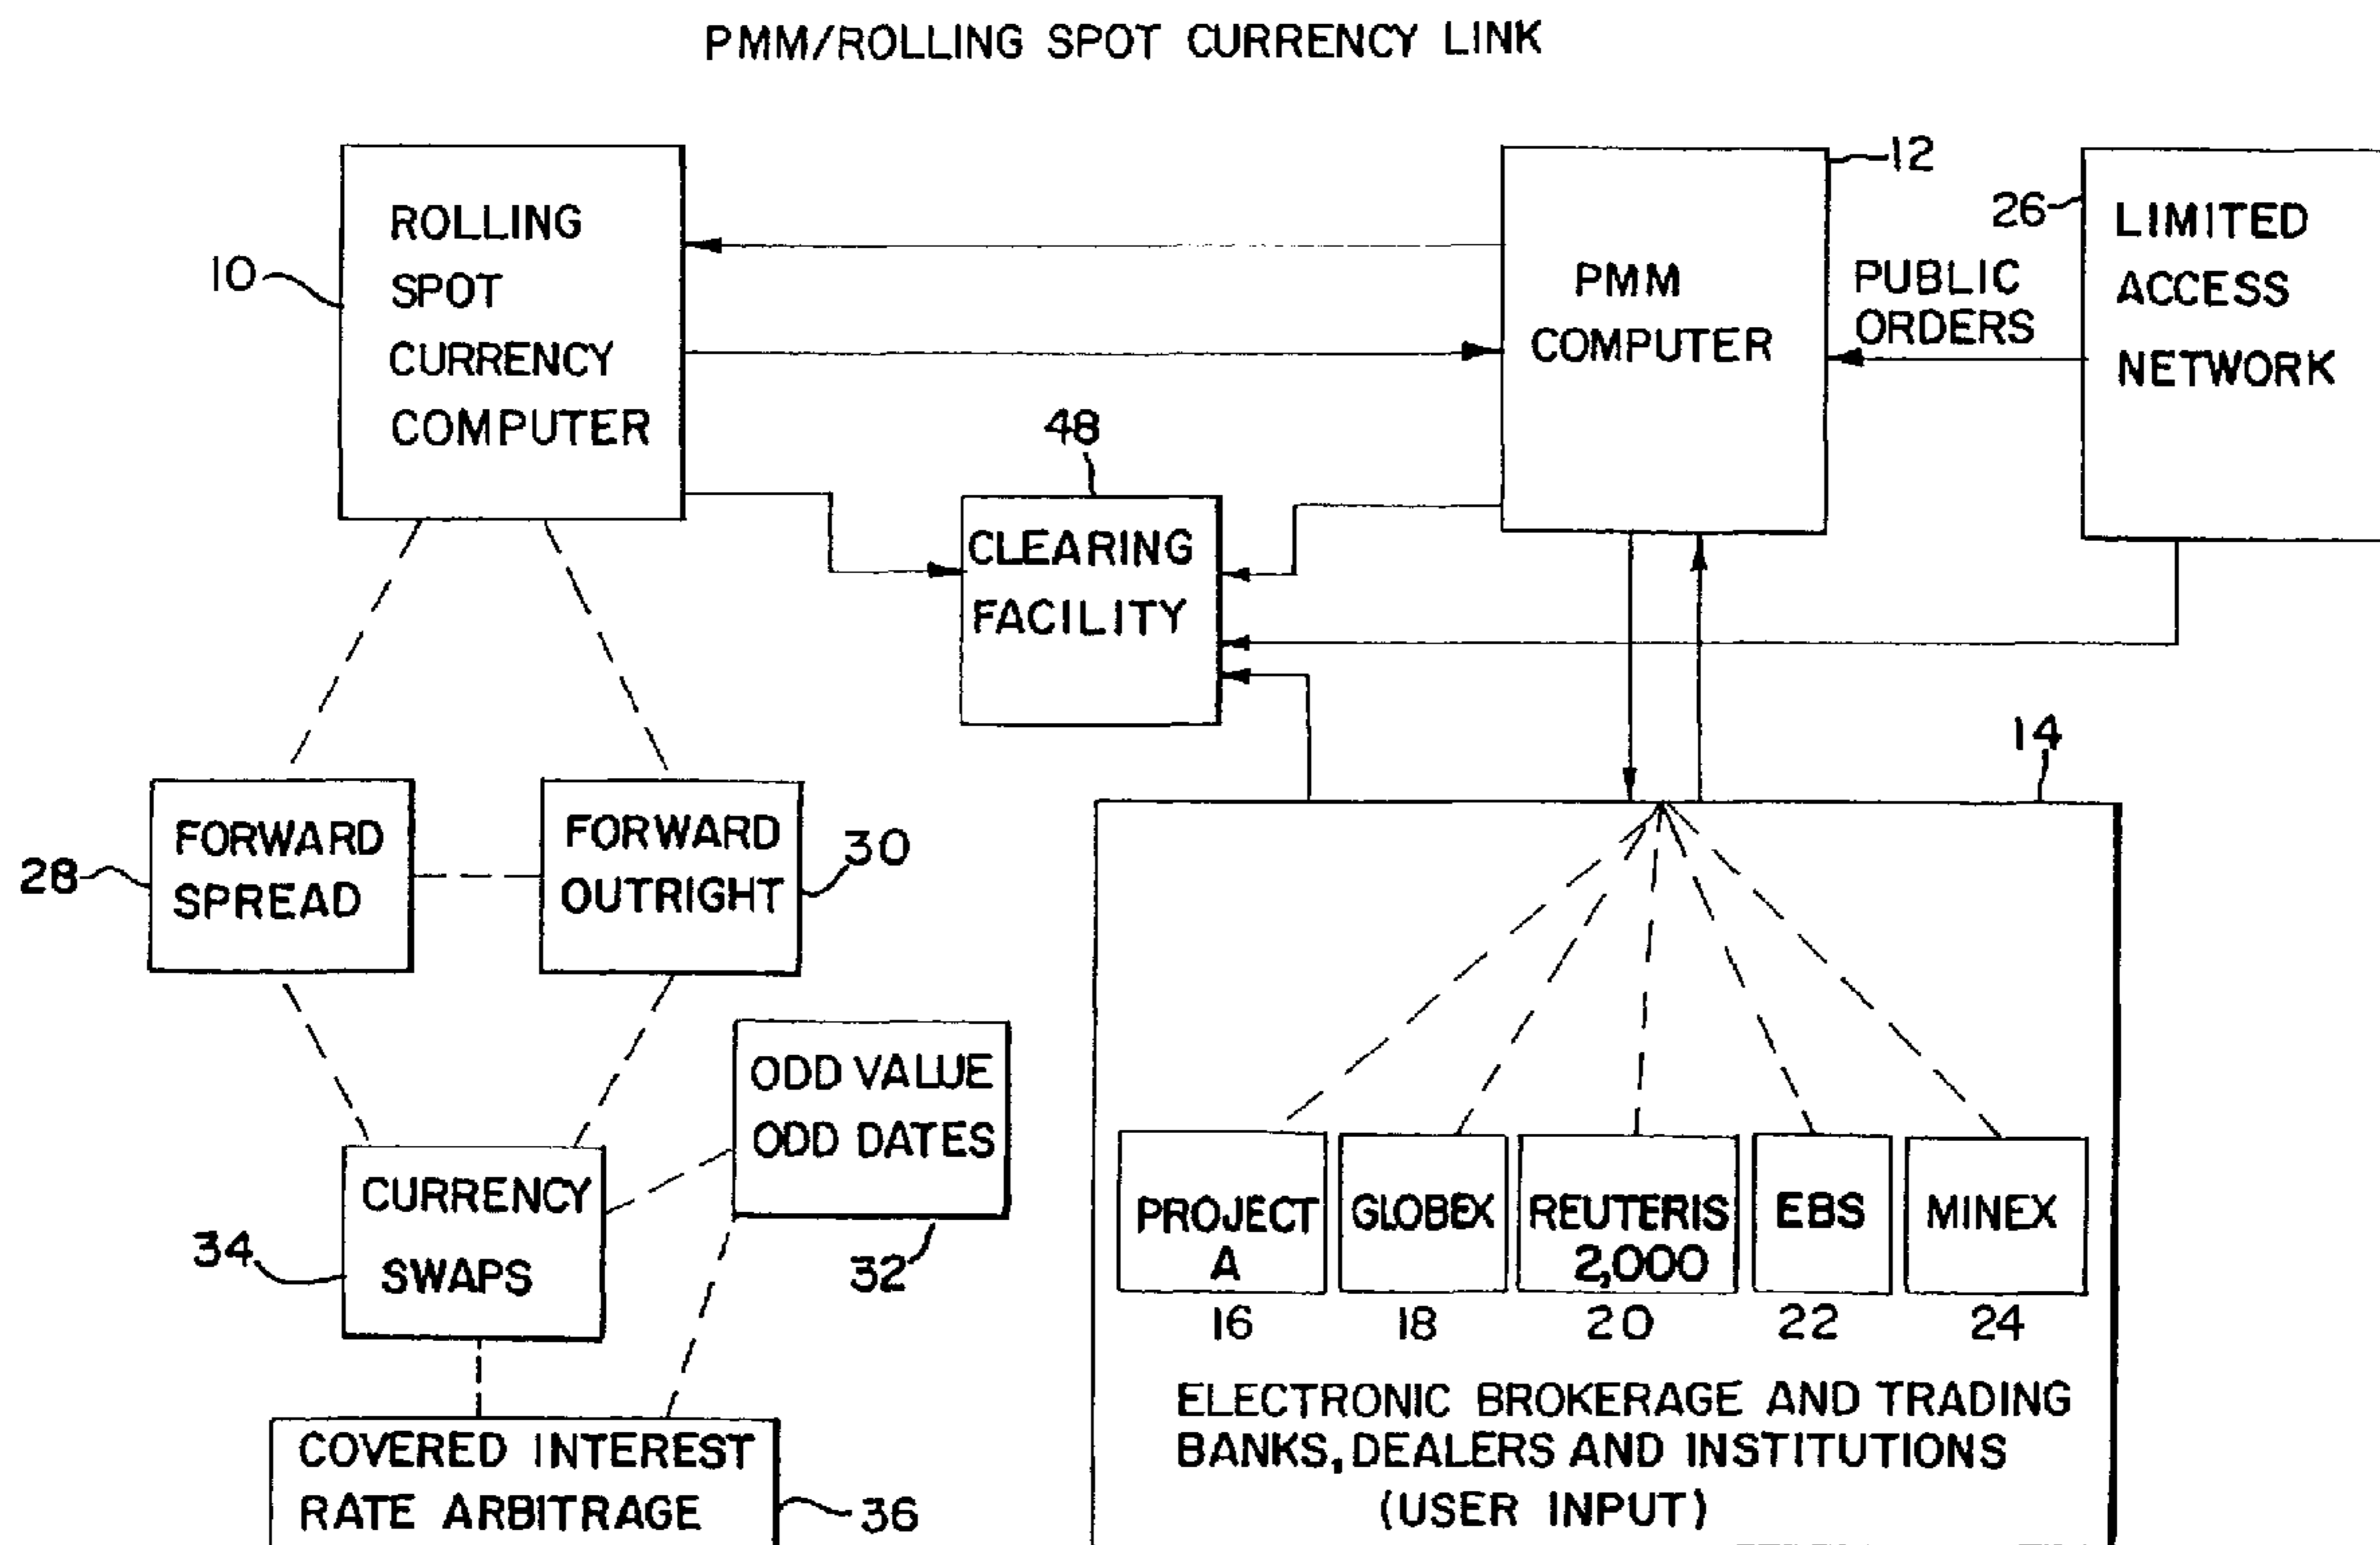 PMM/ROLLING SPOT CURRENCY LINK
10
ROLLING
SPOT
CURRENCY
COMPUTER
12
PMM
COMPUTER
PUBLIC
ORDERS
26
LIMITED
ACCESS
NETWORK
48
CLEARING
FACILITY
28
FORWARD
SPREAD
FORWARD
OUTRIGHT
30
14
ODD VALUE
ODD DATES
32
34
CURRENCY
SWAPS
COVERED INTEREST
RATE ARBITRAGE
36
PROJECT
A
GLOBEX
REUTERIS
2,000
EBS
MINEX
16
18
20
22
24
ELECTRONIC BROKERAGE AND TRADING
BANKS, DEALERS AND INSTITUTIONS
(USER INPUT)